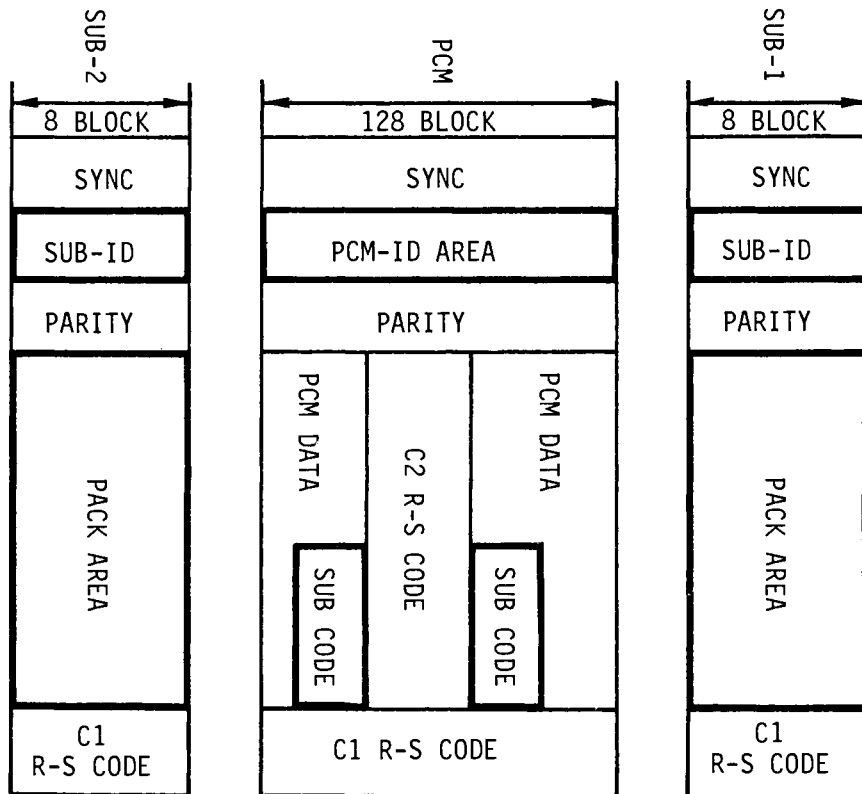 SUB-2
PCM
SUB-1
8 BLOCK
128 BLOCK
8 BLOCK
SYNC
SYNC
SYNC
SUB-ID
PCM-ID AREA
SUB-ID
PARITY
PARITY
PARITY
PACK AREA
PCM DATA
C2 R-S CODE
PCM DATA
PACK AREA
SUB CODE
SUB CODE
C1
R-S CODE
C1 R-S CODE
C1
R-S CODE